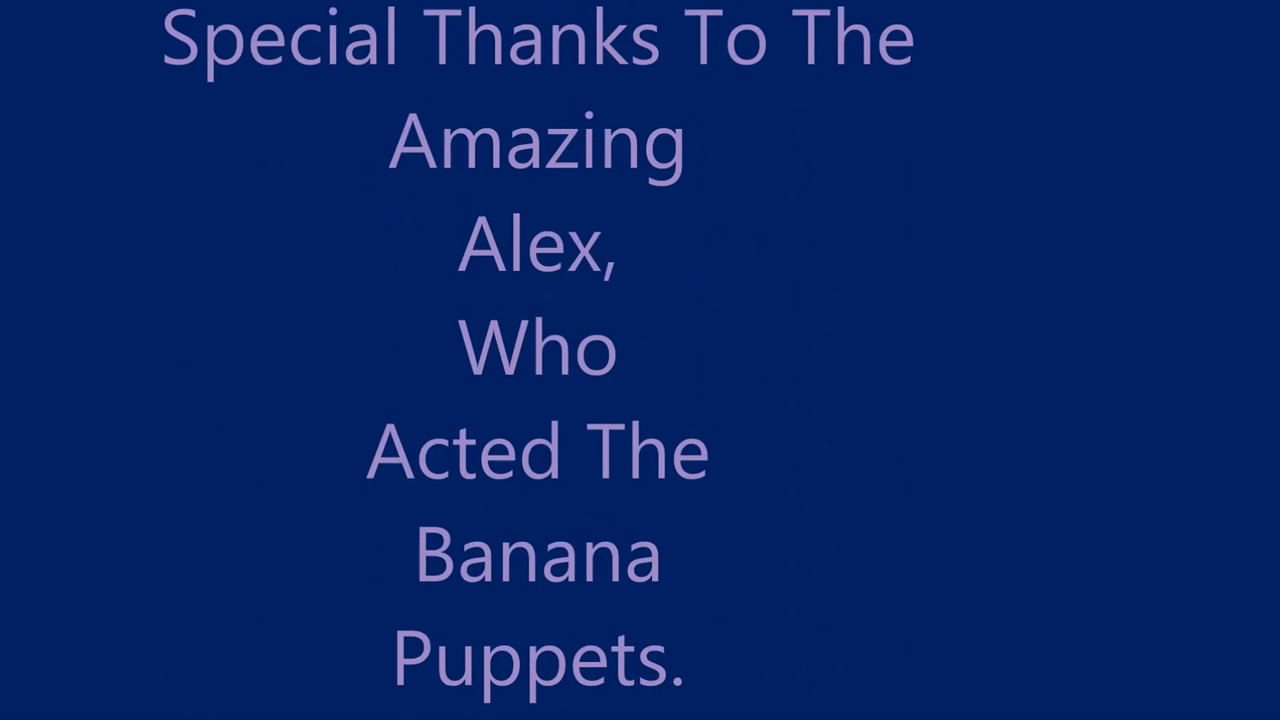 Special Thanks To The
Amazing
Alex,
Who
Acted The
Banana
Puppets.